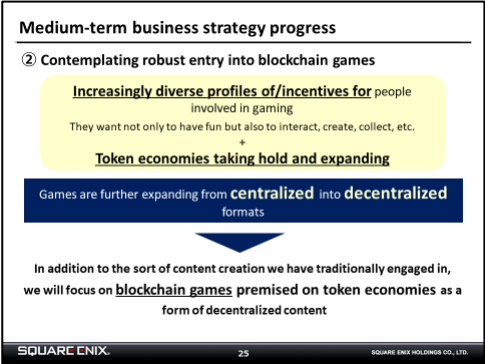 Medium-term business strategy progress
② Contemplating robust entry into blockchain games
Increasingly diverse profiles of/incentives for people
involved in gaming
They want not only to have fun but also to interact, create, collect, etc.
+
Token economies taking hold and expanding
Games are further expanding from centralized into decentralized
formats
In addition to the sort of content creation we have traditionally engaged in,
we will focus on blockchain games premised on token economies as a
form of decentralized content
SQUARE ENIX.
25
SQUARE ENIX HOLDINGS CO., LTD.